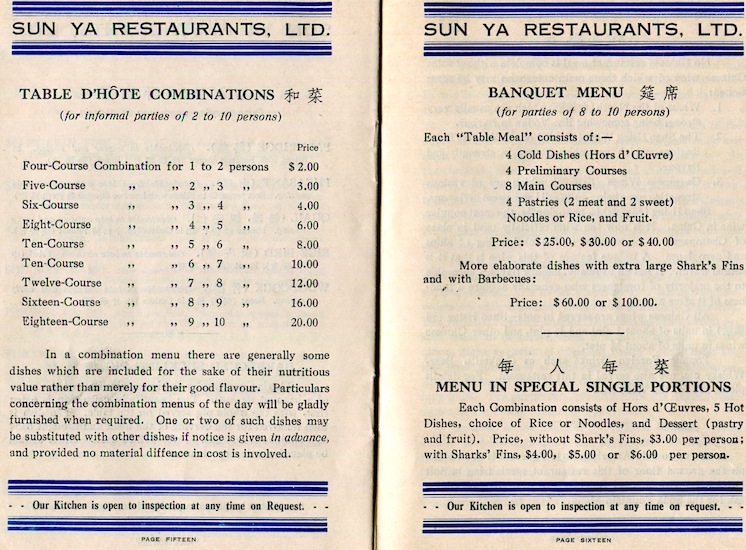 SUN YA RESTAURANTS, LTD.
TABLE D'HÔTE COMBINATIONS 和菜
(for informal parties of 2 to 10 persons)
Price
Four-Course Combination for 1 to 2 persons $2.00
Five-Course ,, ,, 2 ,, 3 ,, 3.00
Six-Course ,, ,, 3 ,, 4 ,, 4.00
Eight-Course ,, ,, 4 ,, 5 ,, 6.00
Ten-Course ,, ,, 5 ,, 6 ,, 8.00
Ten-Course ,, ,, 6 ,, 7 ,, 10.00
Twelve-Course ,, ,, 7 ,, 8 ,, 12.00
Sixteen-Course ,, ,, 8 ,, 9 ,, 16.00
Eighteen-Course ,, ,, 9 ,, 10 ,, 20.00
In a combination menu there are generally some
dishes which are included for the sake of their nutritious
value rather than merely for their good flavour. Particulars
concerning the combination menus of the day will be gladly
furnished when required. One or two of such dishes may
be substituted with other dishes, if notice is given in advance,
and provided no material diffence in cost is involved.
- - Our Kitchen is open to inspection at any time on Request. - -
PAGE FIFTEEN
SUN YA RESTAURANTS, LTD.
BANQUET MENU 筵席
(for parties of 8 to 10 persons)
Each "Table Meal" consists of:—
4 Cold Dishes (Hors d'Œuvre)
4 Preliminary Courses
8 Main Courses
4 Pastries (2 meat and 2 sweet)
Noodles or Rice, and Fruit.
Price: $25.00, $30.00 or $40.00
More elaborate dishes with extra large Shark's Fins
and with Barbecues:
Price: $60.00 or $100.00.
每人每菜
MENU IN SPECIAL SINGLE PORTIONS
Each Combination consists of Hors d'Œuvres, 5 Hot
Dishes, choice of Rice or Noodles, and Dessert (pastry
and fruit). Price, without Shark's Fins, $3.00 per person;
with Sharks' Fins, $4.00, $5.00 or $6.00 per person.
- - Our Kitchen is open to inspection at any time on request. - -
PAGE SIXTEEN